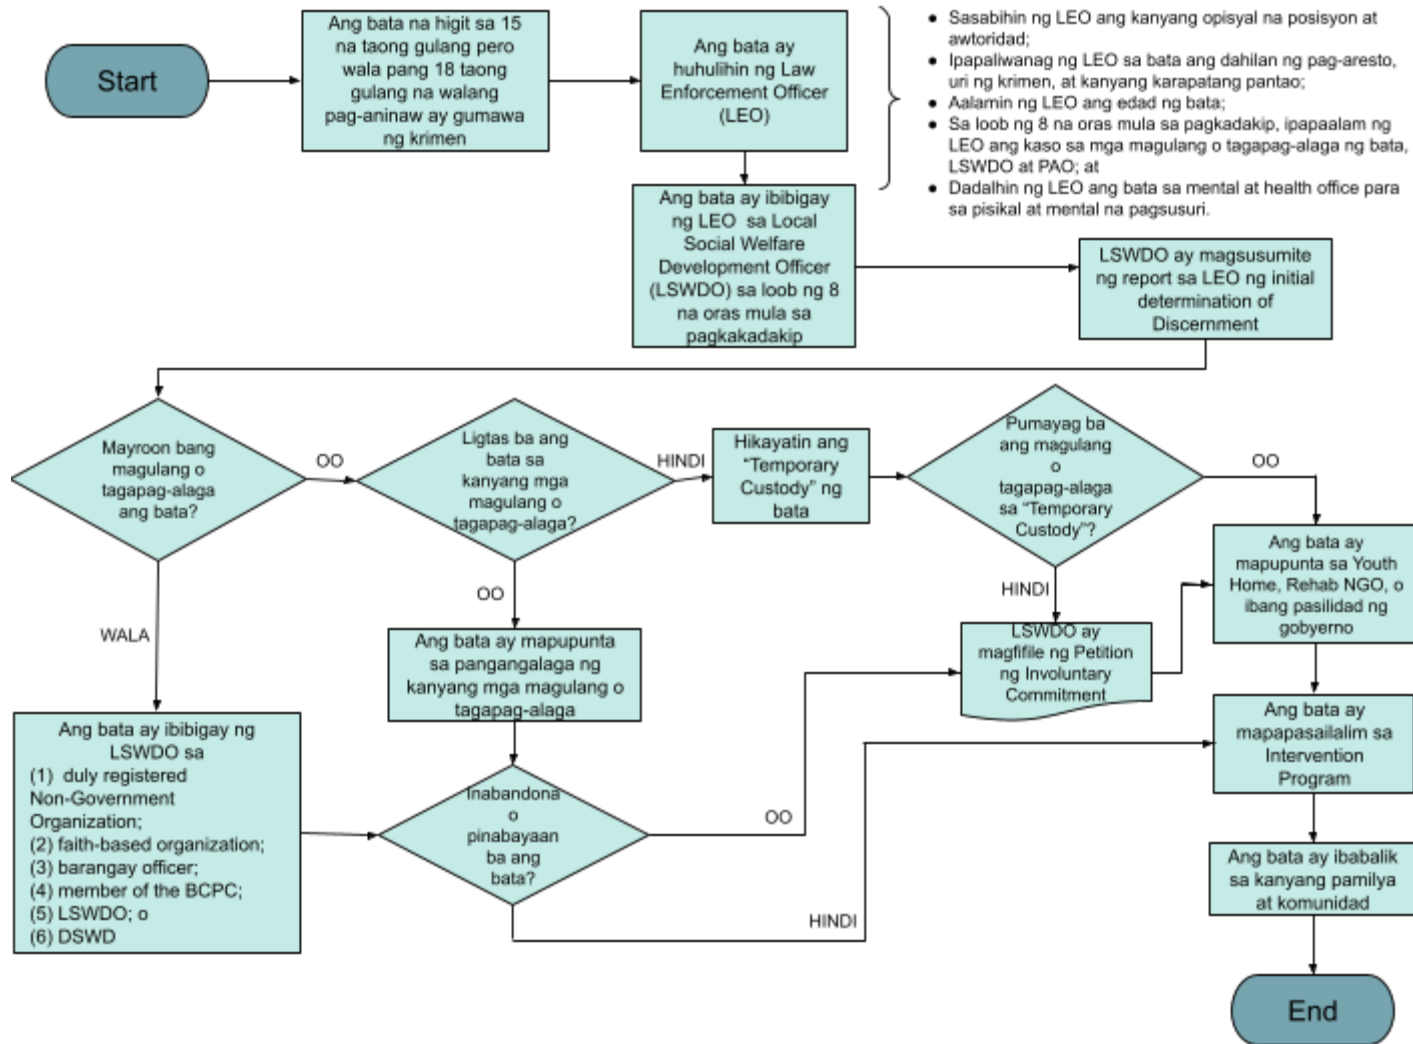 Start
Ang bata na higit sa 15
na taong gulang pero
wala pang 18 taong
gulang na walang
pag-aninaw ay gumawa
ng krimen
Ang bata ay
huhulihin ng Law
Enforcement Officer
(LEO)
● Sasabihin ng LEO ang kanyang opisyal na posisyon at
awtoridad;
● Ipapaliwanag ng LEO sa bata ang dahilan ng pag-aresto,
uri ng krimen, at kanyang karapatang pantao;
● Aalamin ng LEO ang edad ng bata;
● Sa loob ng 8 na oras mula sa pagkadakip, ipapaalam ng
LEO ang kaso sa mga magulang o tagapag-alaga ng bata,
LSWDO at PAO; at
● Dadalhin ng LEO ang bata sa mental at health office para
sa pisikal at mental na pagsusuri.
Ang bata ay ibibigay
ng LEO sa Local
Social Welfare
Development Officer
(LSWDO) sa loob ng 8
na oras mula sa
pagkakadakip
LSWDO ay magsusumite
ng report sa LEO ng initial
determination of
Discernment
Mayroon bang
magulang o
tagapag-alaga
ang bata?
OO
Ligtas ba ang
bata sa
kanyang mga
magulang o
tagapag-alaga?
HINDI
Hikayatin ang
“Temporary
Custody” ng
bata
Pumayag ba
ang magulang
o
tagapag-alaga
sa “Temporary
Custody”?
OO
Ang bata ay
mapupunta sa Youth
Home, Rehab NGO, o
ibang pasilidad ng
gobyerno
WALA
OO
HINDI
Ang bata ay mapupunta
sa pangangalaga ng
kanyang mga magulang o
tagapag-alaga
LSWDO ay
magfifile ng Petition
ng Involuntary
Commitment
Ang bata ay ibibigay ng
LSWDO sa
(1) duly registered
Non-Government
Organization;
(2) faith-based organization;
(3) barangay officer;
(4) member of the BCPC;
(5) LSWDO; o
(6) DSWD
Inabandona
o
pinabayaan
ba ang
bata?
OO
HINDI
Ang bata ay
mapapasailalim sa
Intervention
Program
Ang bata ay ibabalik
sa kanyang pamilya
at komunidad
End